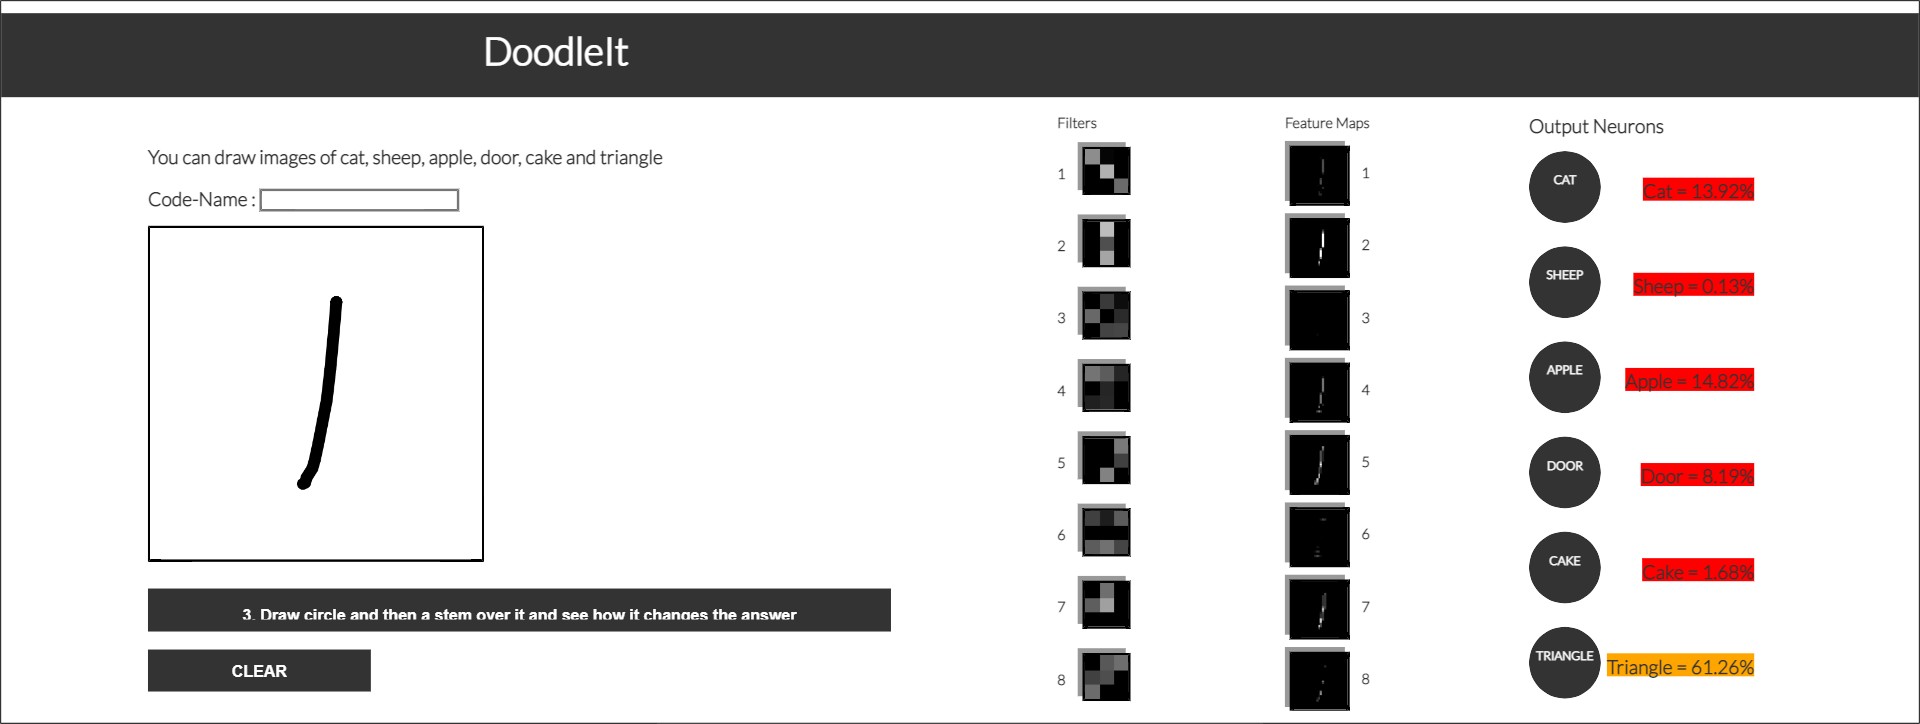 DoodleIt
You can draw images of cat, sheep, apple, door, cake and triangle
Code-Name :
3. Draw circle and then a stem over it and see how it changes the answer
CLEAR
Filters
1
2
3
4
5
6
7
8
Feature Maps
1
2
3
4
5
6
7
8
Output Neurons
CAT
Cat = 13.92%
SHEEP
Sheep = 0.13%
APPLE
Apple = 14.82%
DOOR
Door = 8.19%
CAKE
Cake = 1.68%
TRIANGLE
Triangle = 61.26%